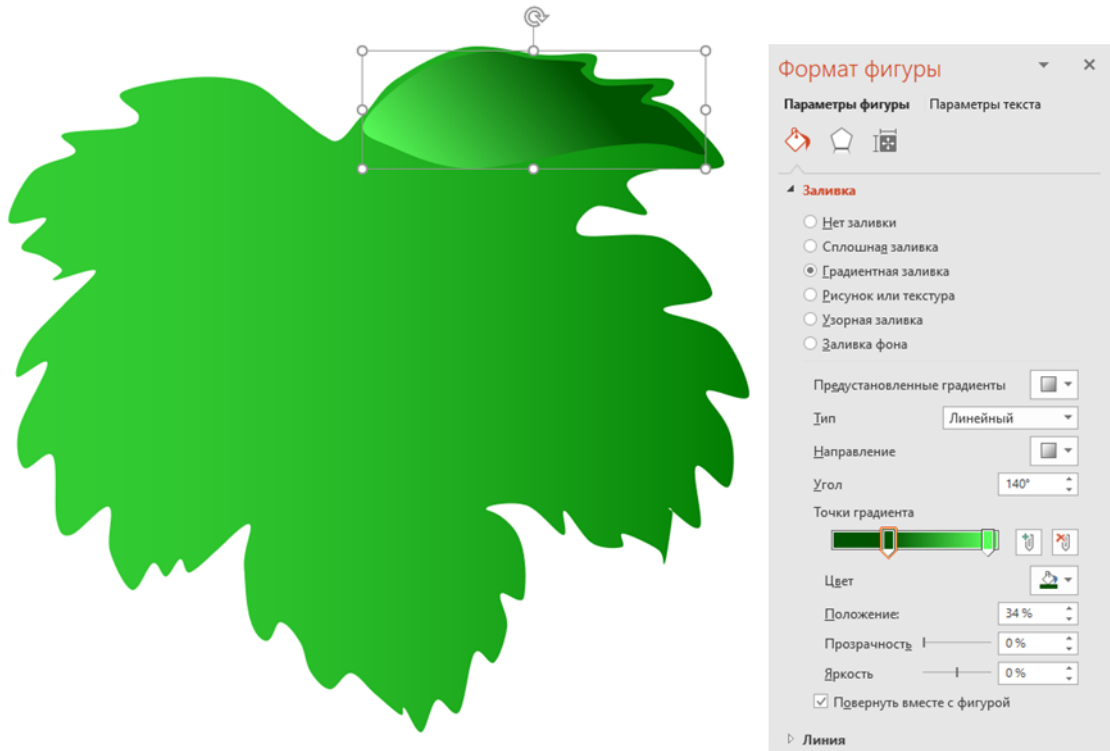 Формат фигуры
Параметры фигуры Параметры текста
Заливка
Нет заливки
Сплошная заливка
Градиентная заливка
Рисунок или текстура
Узорная заливка
Заливка фона
Предустановленные градиенты
Тип Линейный
Направление
Угол 140°
Точки градиента
Цвет
Положение: 34 %
Прозрачность 0 %
Яркость 0 %
Повернуть вместе с фигурой
Линия